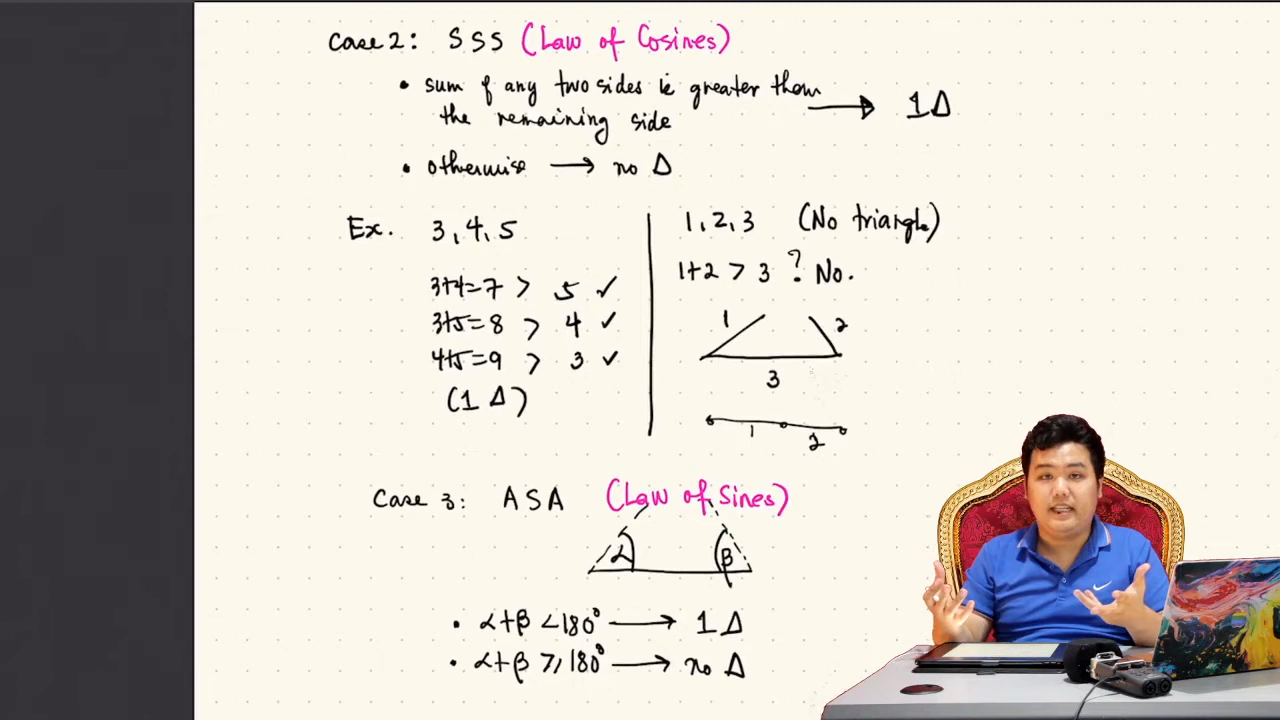 Case 2: SSS (Law of Cosines)
• sum of any two sides is greater than
the remaining side → 1Δ
• otherwise → no Δ
Ex. 3, 4, 5
3+4=7 > 5 ✓
3+5=8 > 4 ✓
4+5=9 > 3 ✓
(1 Δ)
1, 2, 3 (No triangle)
1+2 > 3 ? No.
1 2
3
1 2
Case 3: ASA (Law of Sines)
α β
• α+β < 180° → 1 Δ
• α+β ≥ 180° → no Δ